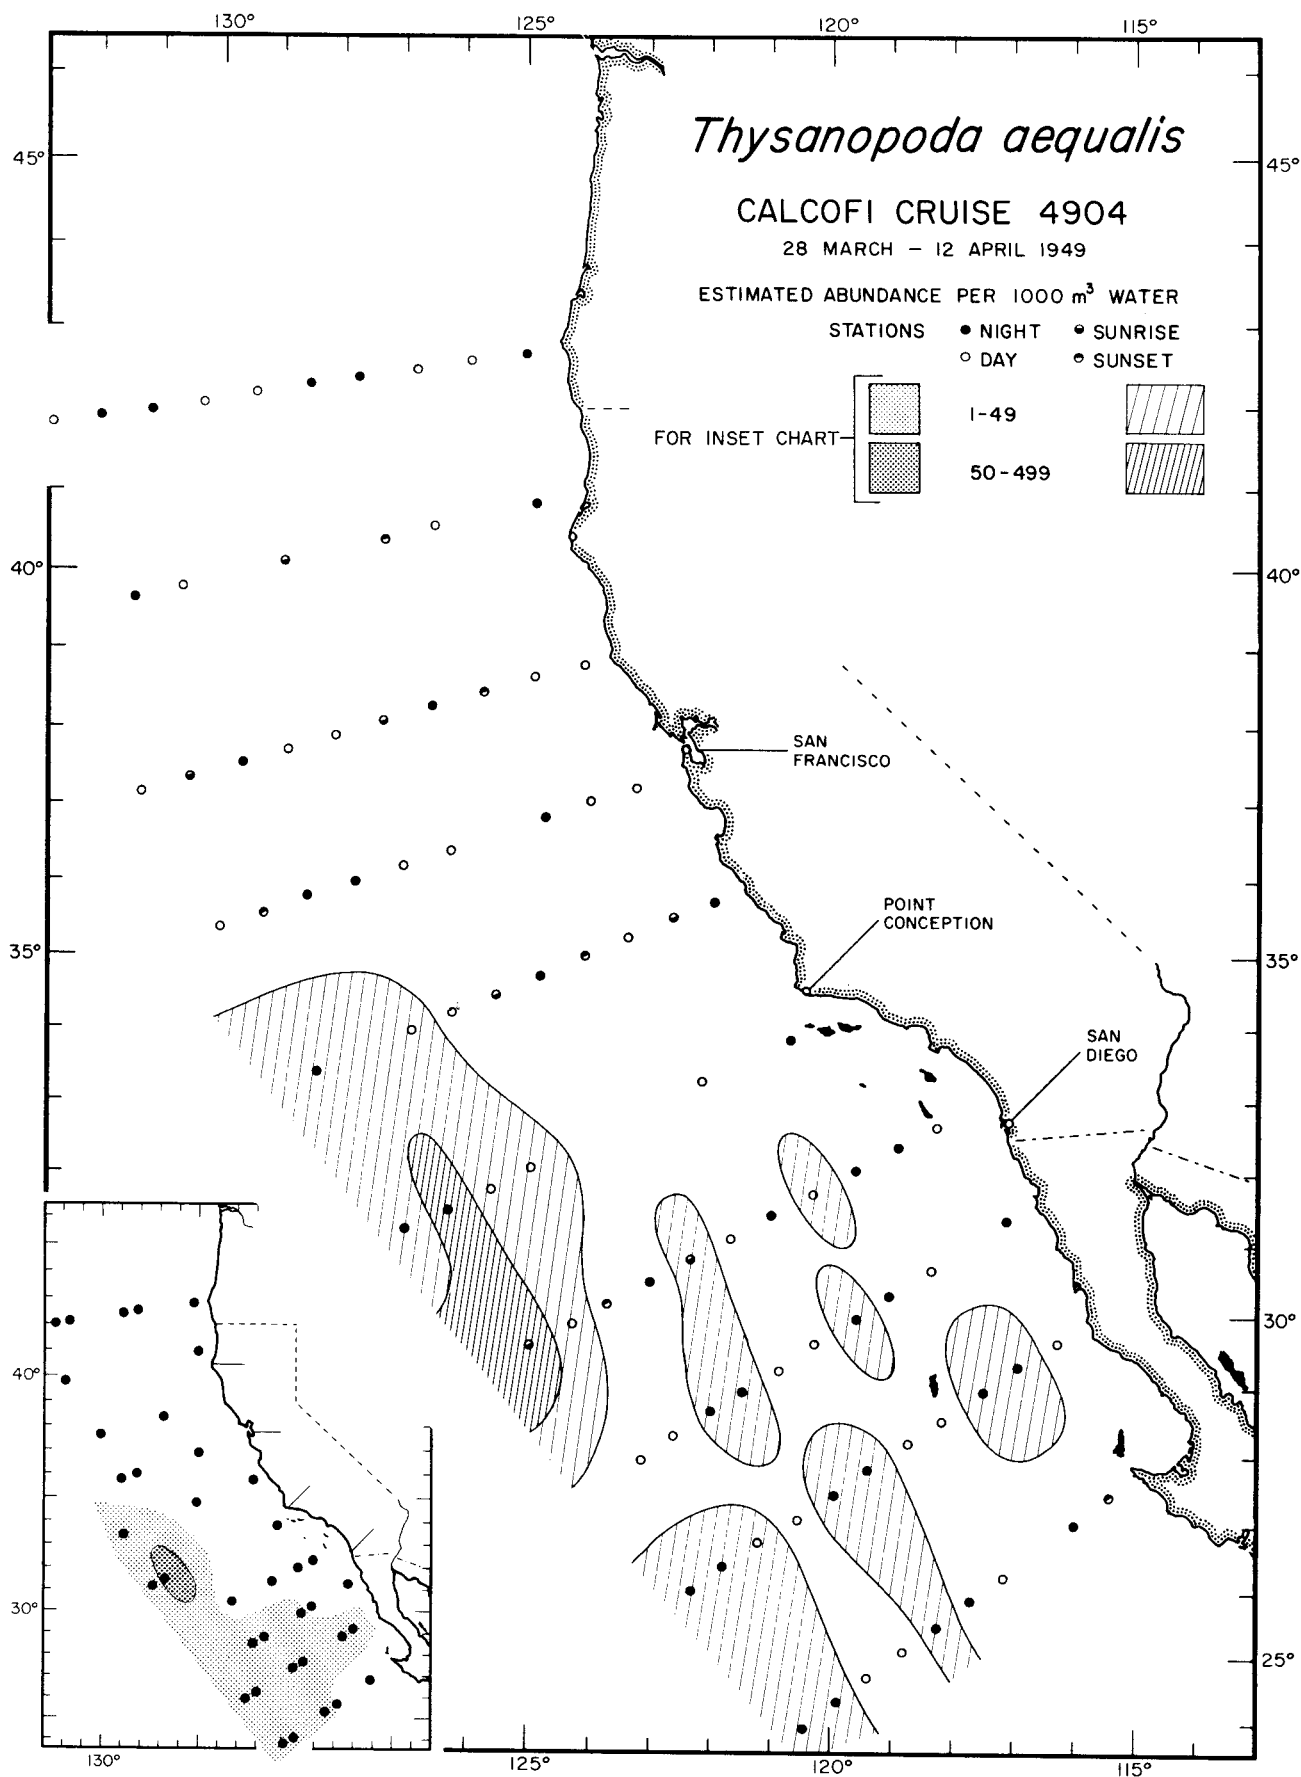 130° 125° 120° 115°
Thysanopoda aequalis
45° 45°
CALCOFI CRUISE 4904
28 MARCH – 12 APRIL 1949
ESTIMATED ABUNDANCE PER 1000 m³ WATER
STATIONS NIGHT SUNRISE
DAY SUNSET
1-49
FOR INSET CHART
50-499
40° 40°
SAN
FRANCISCO
POINT
CONCEPTION
35° 35°
SAN
DIEGO
30°
40°
30°
25°
130° 125° 120° 115°